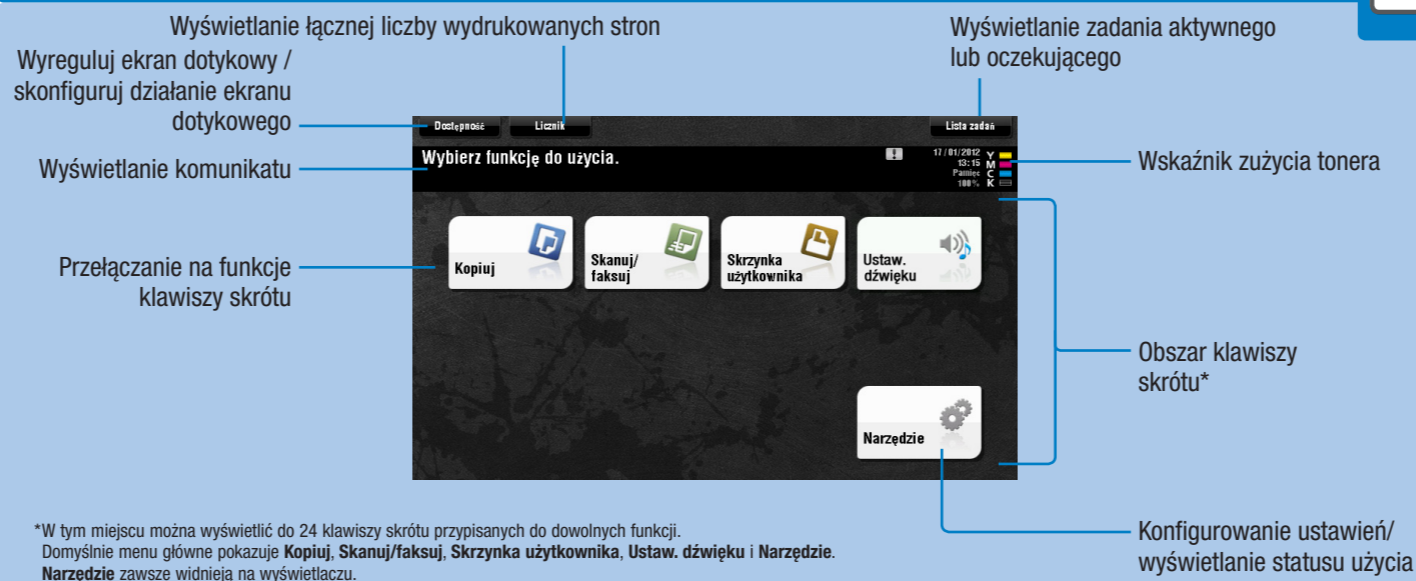 Wyświetlanie łącznej liczby wydrukowanych stron
Wyświetlanie zadania aktywnego
lub oczekującego
Wyreguluj ekran dotykowy /
skonfiguruj działanie ekranu
dotykowego
Wyświetlanie komunikatu
Przełączanie na funkcje
klawiszy skrótu
Dostępność
Licznik
Lista zadań
Wybierz funkcję do użycia.
17/01/2012
13:15
Pamięć
100%
Y
M
C
K
Kopiuj
Skanuj/
faksuj
Skrzynka
użytkownika
Ustaw.
dźwięku
Narzędzie
Wskaźnik zużycia tonera
Obszar klawiszy
skrótu*
Konfigurowanie ustawień/
wyświetlanie statusu użycia
*W tym miejscu można wyświetlić do 24 klawiszy skrótu przypisanych do dowolnych funkcji.
Domyślnie menu główne pokazuje Kopiuj, Skanuj/faksuj, Skrzynka użytkownika, Ustaw. dźwięku i Narzędzie.
Narzędzie zawsze widnieją na wyświetlaczu.